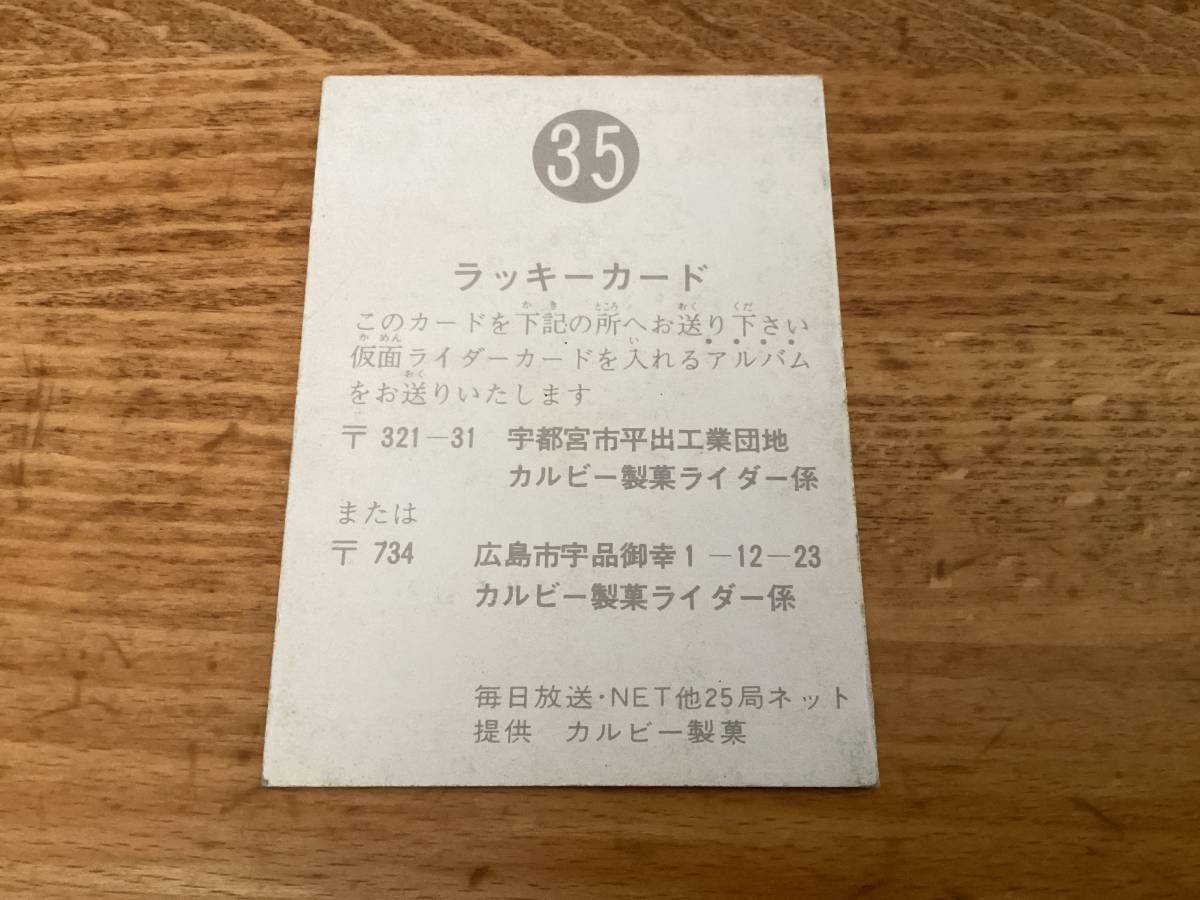 35
ラッキーカード
このカードを下記の所へお送り下さい
仮面ライダーカードを入れるアルバム
をお送りいたします
〒 321－31 宇都宮市平出工業団地
カルビー製菓ライダー係
または
〒 734 広島市宇品御幸1－12－23
カルビー製菓ライダー係
毎日放送・NET他25局ネット
提供 カルビー製菓